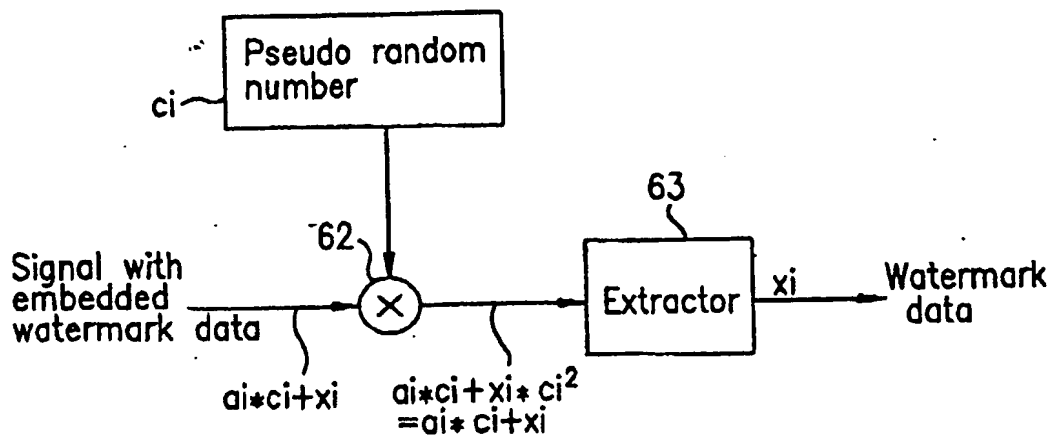 Pseudo random
number
ci
62
63
Signal with
embedded
watermark data
Extractor
xi
Watermark
data
ai*ci+xi
ai*ci+xi*ci²
=ai*ci+xi